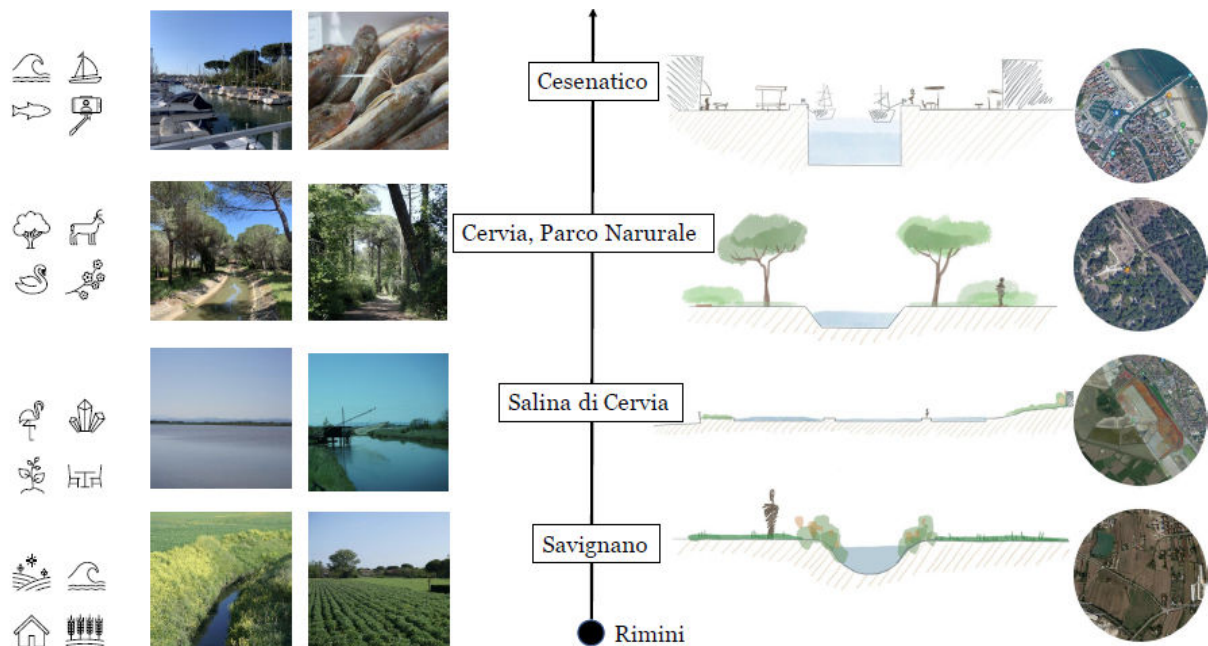 Cesenatico
Cervia, Parco Narurale
Salina di Cervia
Savignano
Rimini